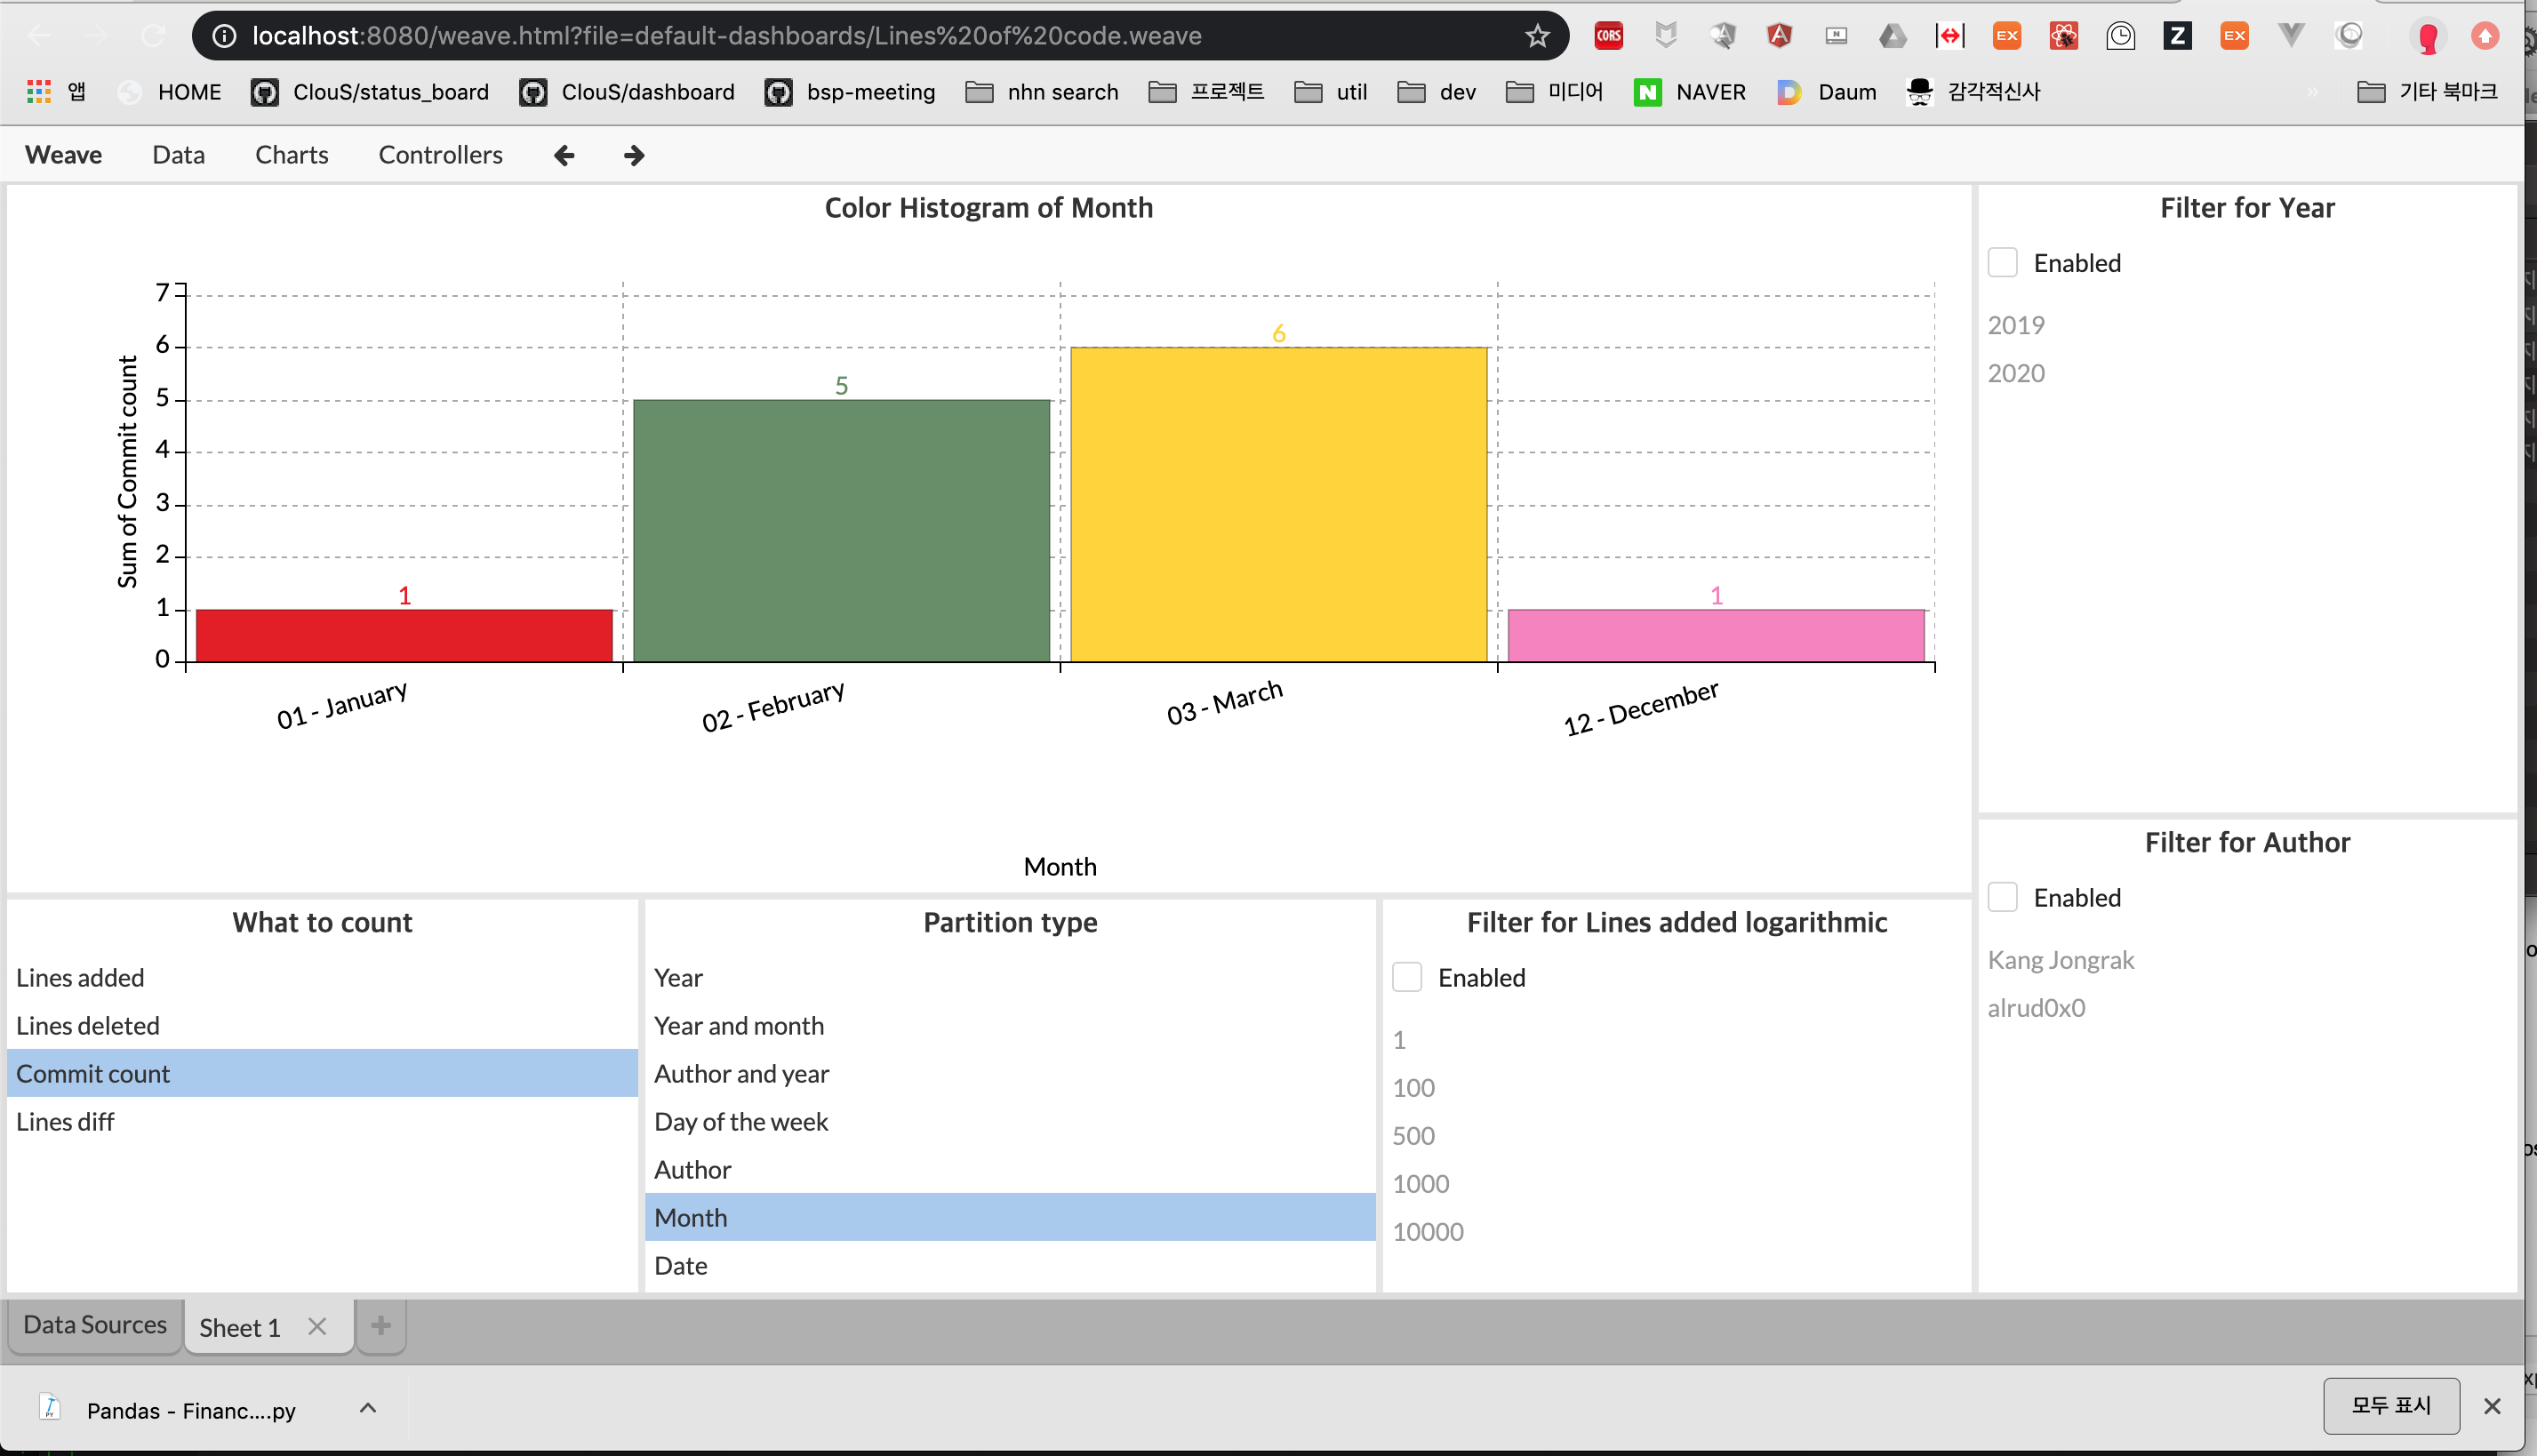 localhost:8080/weave.html?file=default-dashboards/Lines%20of%20code.weave
CORS
EX
Z
EX
앱
HOME
ClouS/status_board
ClouS/dashboard
bsp-meeting
nhn search
프로젝트
util
dev
미디어
N NAVER
Daum
감각적신사
»
기타 북마크
Weave
Data
Charts
Controllers
Color Histogram of Month
Sum of Commit count
7
6
5
4
3
2
1
0
1
5
6
1
01 - January
02 - February
03 - March
12 - December
Month
Filter for Year
Enabled
2019
2020
Filter for Author
Enabled
Kang Jongrak
alrud0x0
What to count
Lines added
Lines deleted
Commit count
Lines diff
Partition type
Year
Year and month
Author and year
Day of the week
Author
Month
Date
Filter for Lines added logarithmic
Enabled
1
100
500
1000
10000
Data Sources
Sheet 1
PY
Pandas - Financ....py
모두 표시